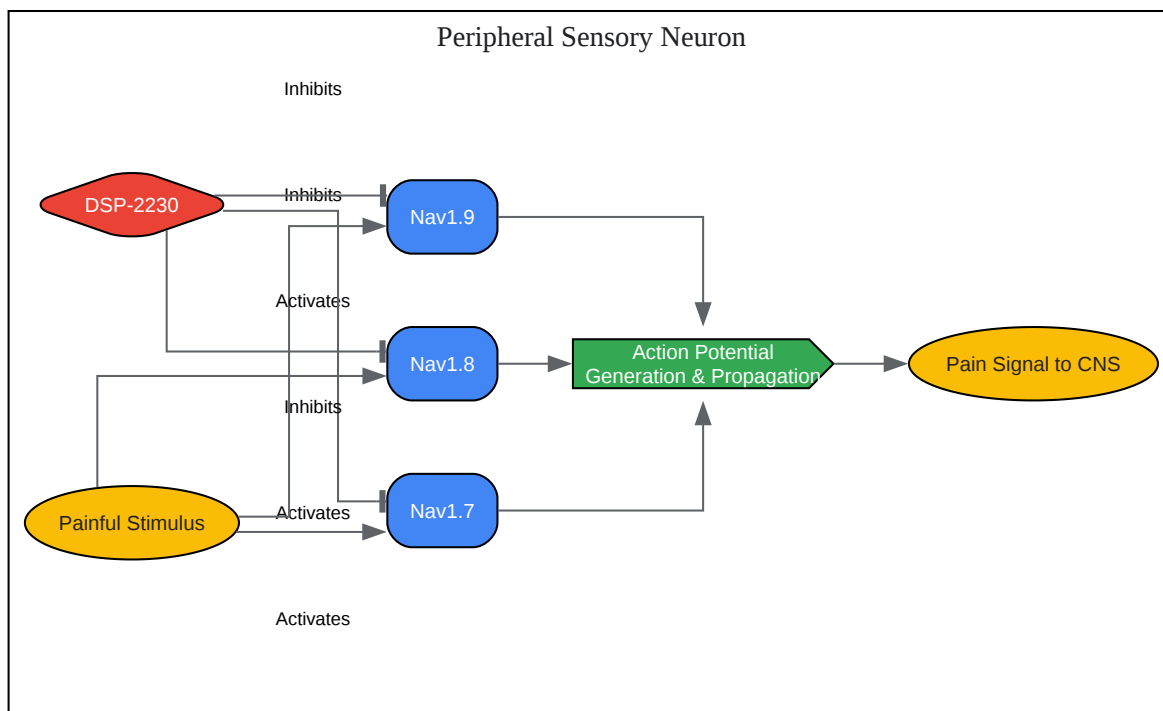 Peripheral Sensory Neuron
Inhibits
Inhibits
DSP-2230
Nav1.9
Activates
Nav1.8
Action Potential
Generation & Propagation
Pain Signal to CNS
Inhibits
Painful Stimulus
Activates
Nav1.7
Activates